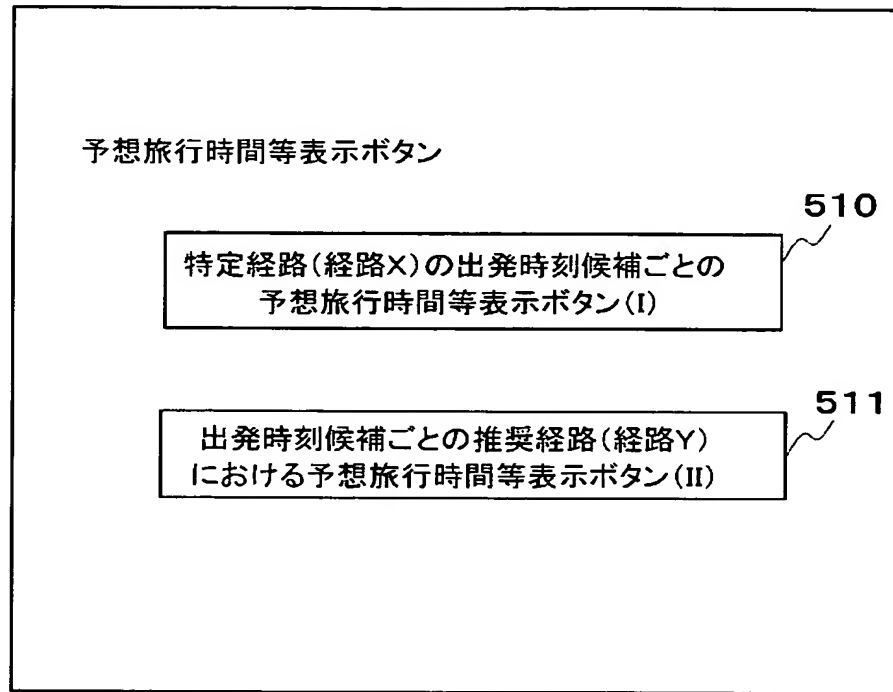 予想旅行時間等表示ボタン
510
特定経路(経路X)の出発時刻候補ごとの
予想旅行時間等表示ボタン(I)
511
出発時刻候補ごとの推奨経路(経路Y)
における予想旅行時間等表示ボタン(II)